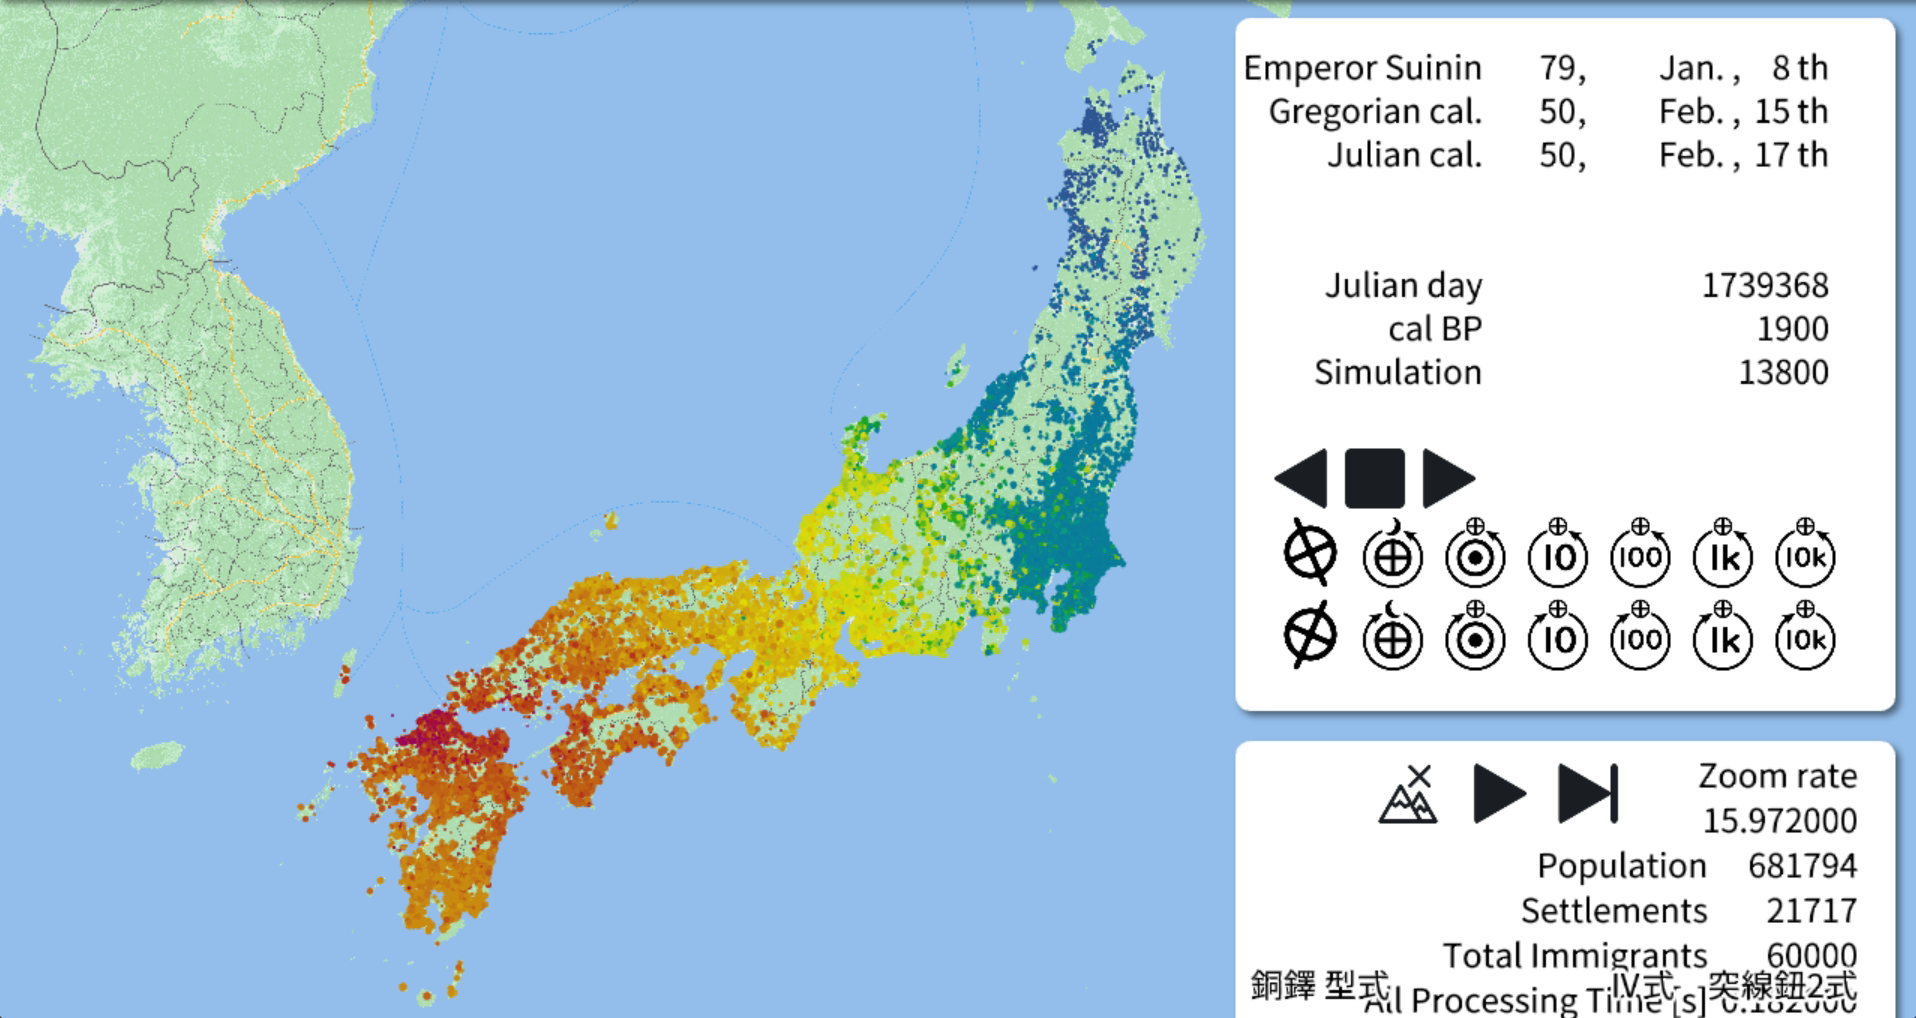 Emperor Suinin 79, Jan. , 8 th
Gregorian cal. 50, Feb. , 15 th
Julian cal. 50, Feb. , 17 th
Julian day 1739368
cal BP 1900
Simulation 13800
10 100 1k 10k
10 100 1k 10k
Zoom rate
15.972000
Population 681794
Settlements 21717
Total Immigrants 60000
銅鐸 型式 Ⅳ式 突線鈕2式
All Processing Time [s] 0.182000